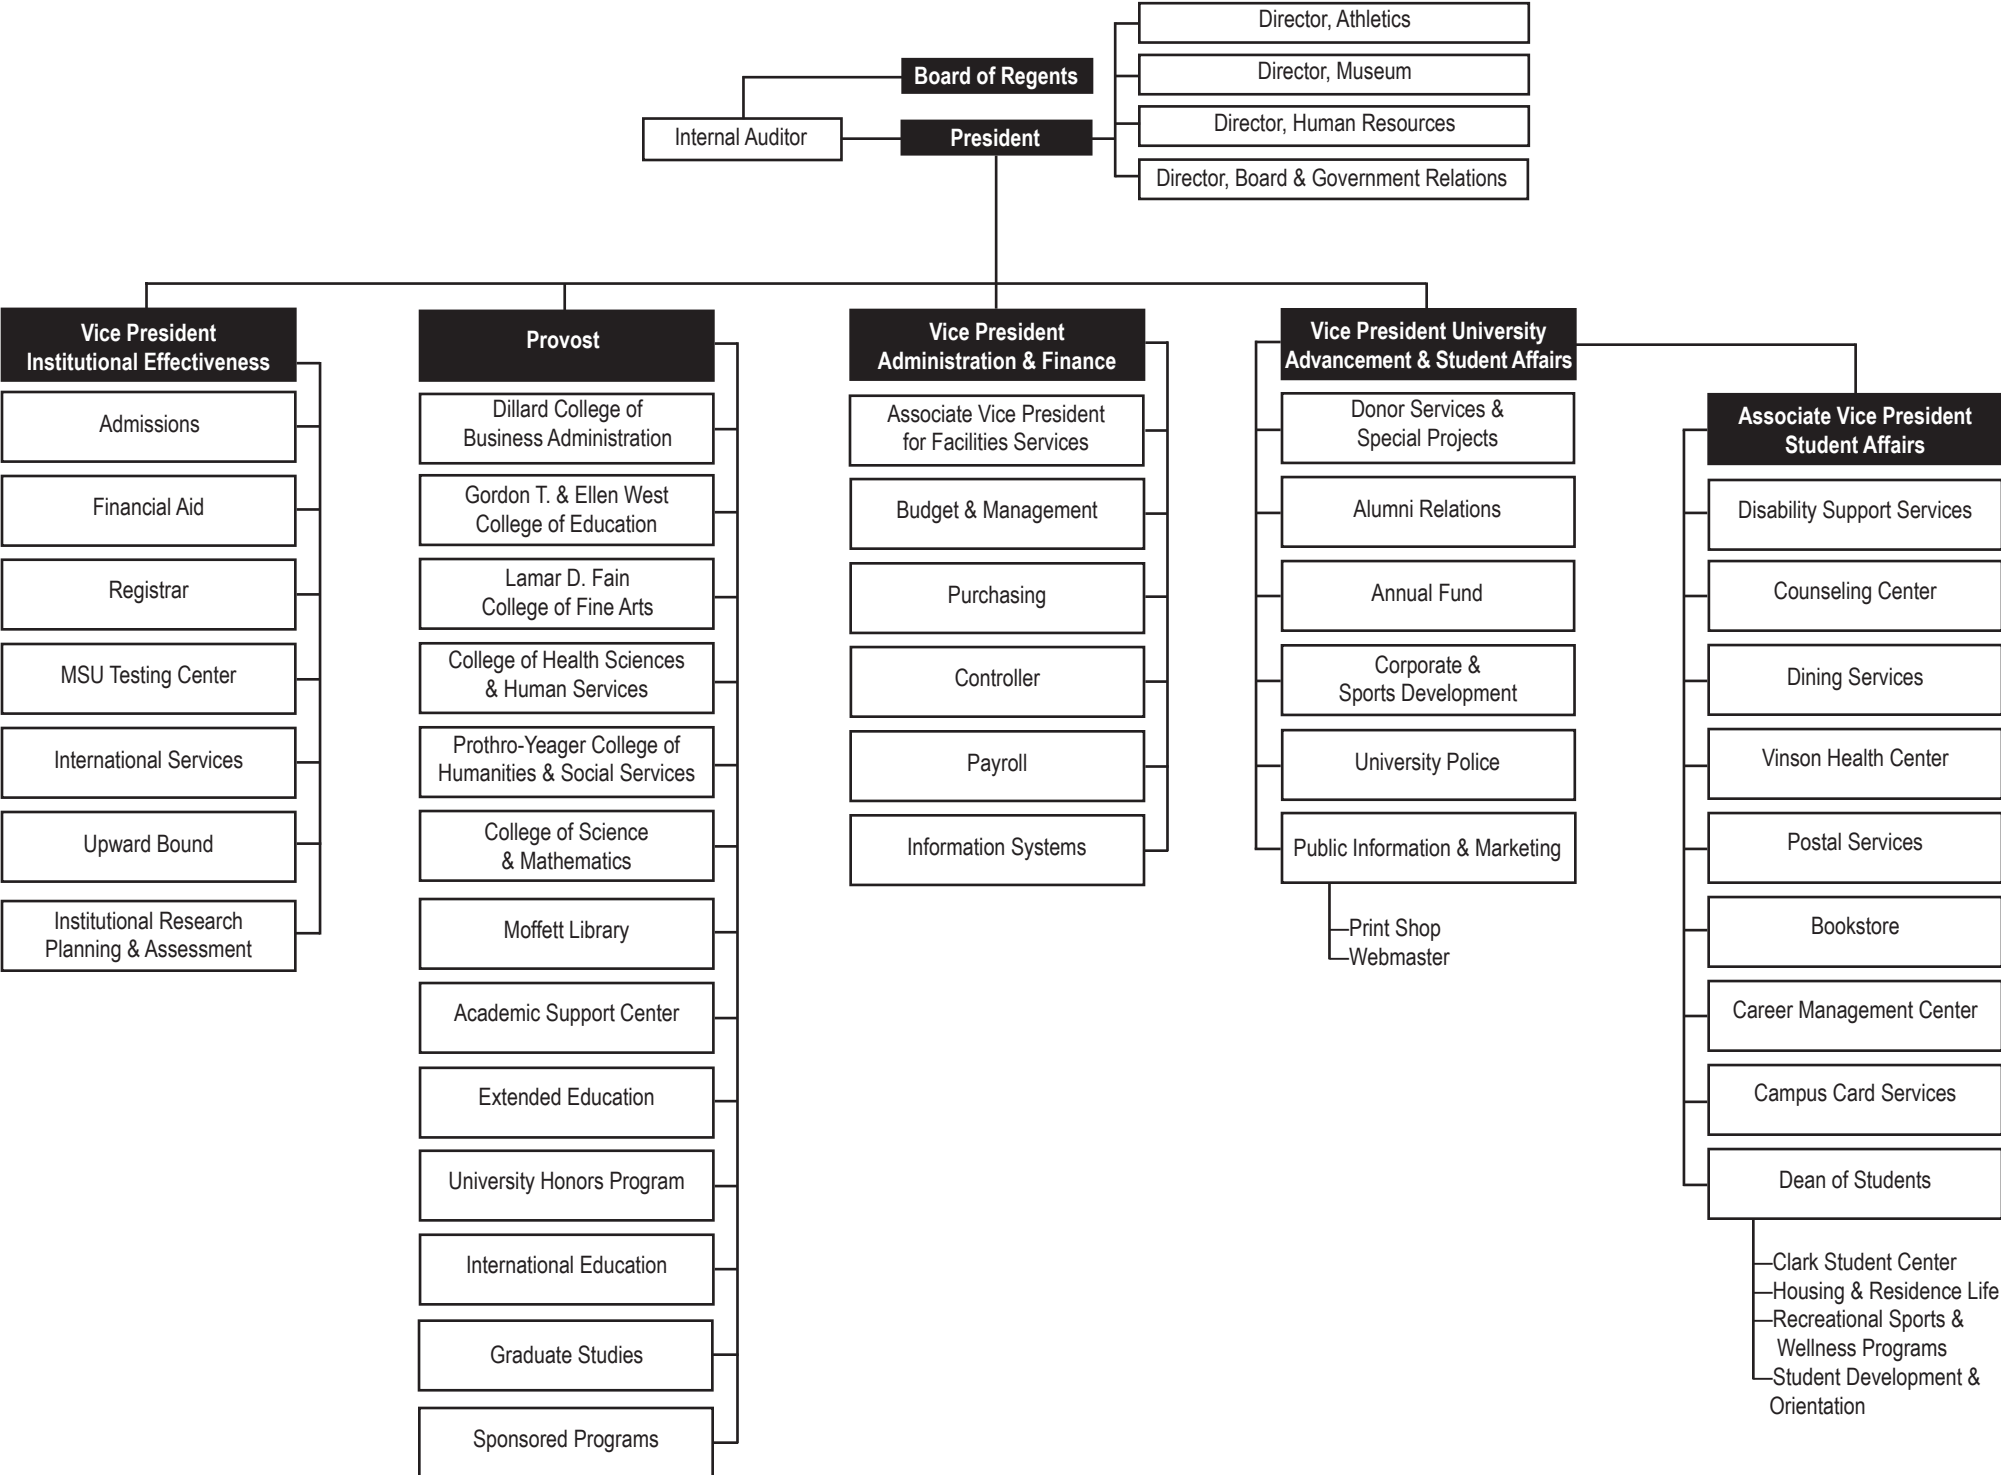 Director, Athletics
Board of Regents
Director, Museum
Internal Auditor
President
Director, Human Resources
Director, Board & Government Relations
Vice President
Institutional Effectiveness
Admissions
Financial Aid
Registrar
MSU Testing Center
International Services
Upward Bound
Institutional Research
Planning & Assessment
Provost
Dillard College of
Business Administration
Gordon T. & Ellen West
College of Education
Lamar D. Fain
College of Fine Arts
College of Health Sciences
& Human Services
Prothro-Yeager College of
Humanities & Social Services
College of Science
& Mathematics
Moffett Library
Academic Support Center
Extended Education
University Honors Program
International Education
Graduate Studies
Sponsored Programs
Vice President
Administration & Finance
Associate Vice President
for Facilities Services
Budget & Management
Purchasing
Controller
Payroll
Information Systems
Vice President University
Advancement & Student Affairs
Donor Services &
Special Projects
Alumni Relations
Annual Fund
Corporate &
Sports Development
University Police
Public Information & Marketing
Print Shop
Webmaster
Associate Vice President
Student Affairs
Disability Support Services
Counseling Center
Dining Services
Vinson Health Center
Postal Services
Bookstore
Career Management Center
Campus Card Services
Dean of Students
Clark Student Center
Housing & Residence Life
Recreational Sports &
Wellness Programs
Student Development &
Orientation